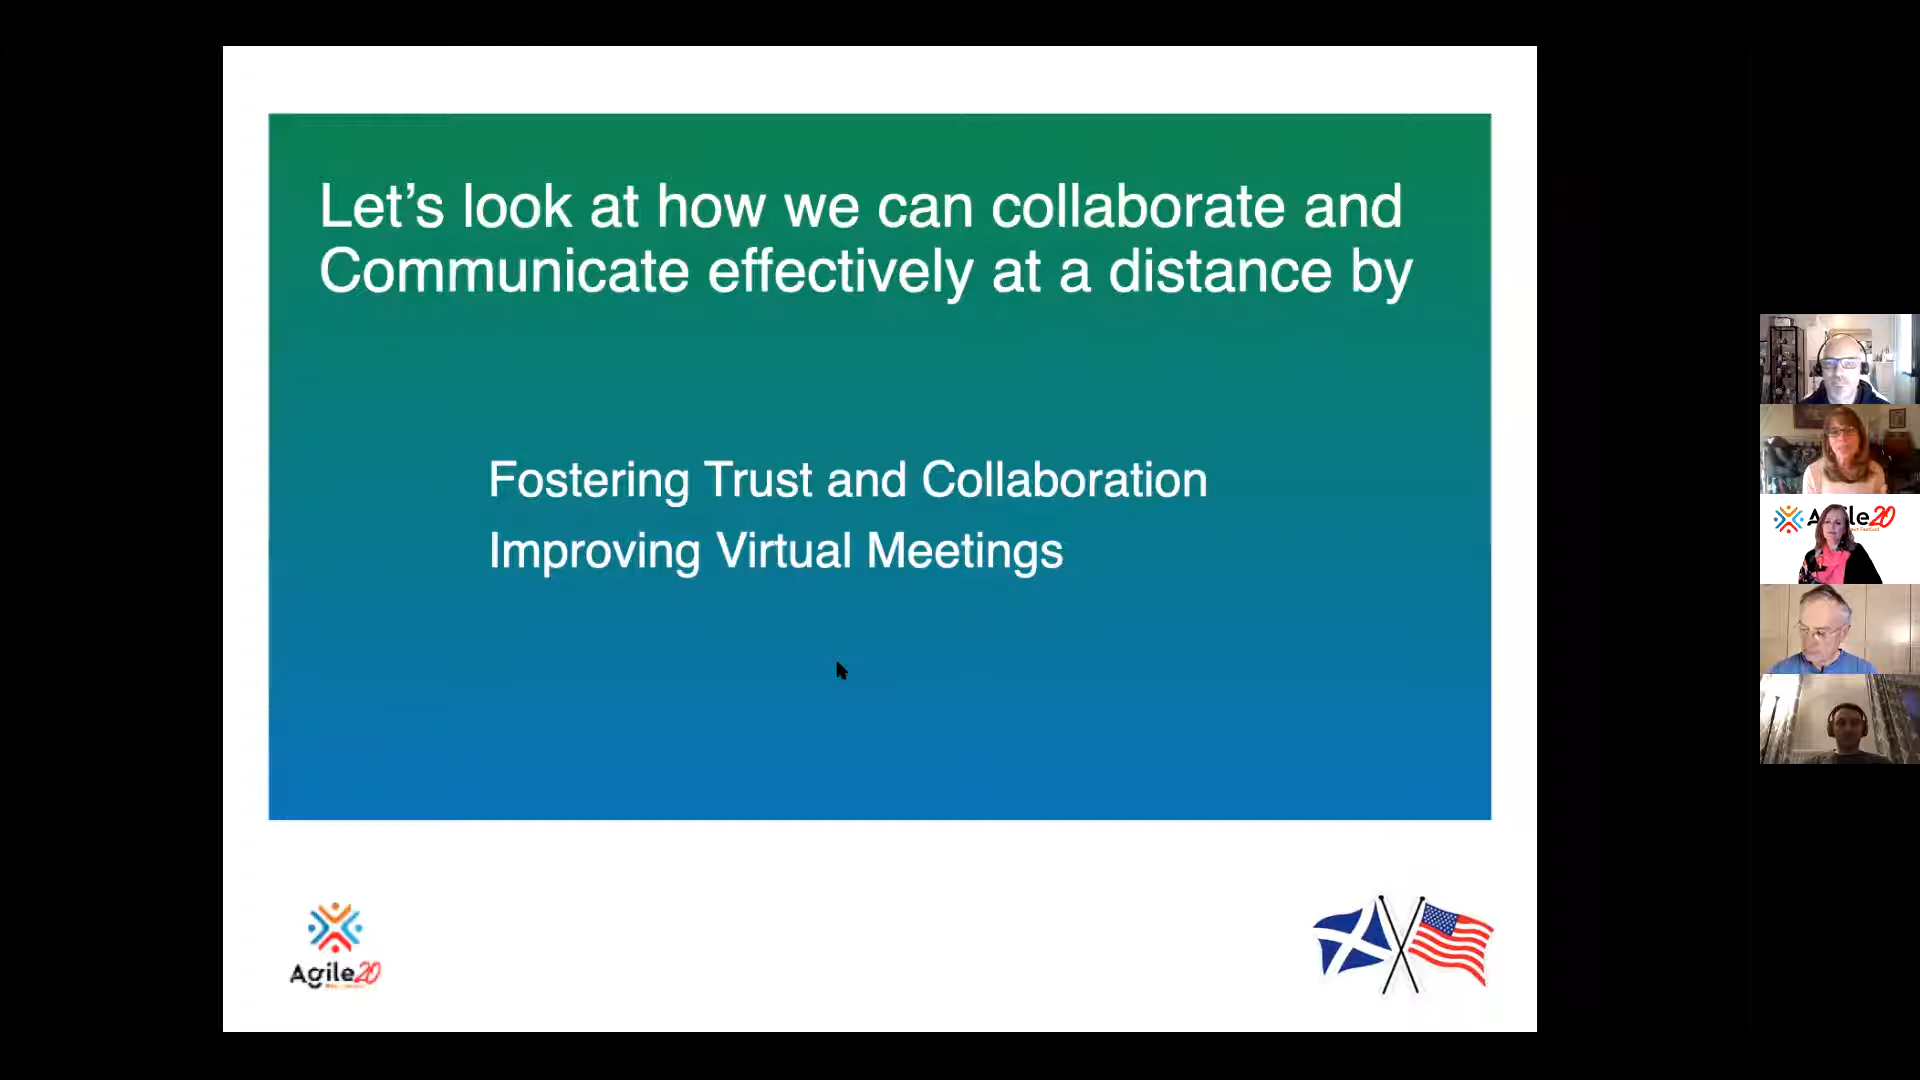 Let's look at how we can collaborate and
Communicate effectively at a distance by
Fostering Trust and Collaboration
Improving Virtual Meetings
Agile20